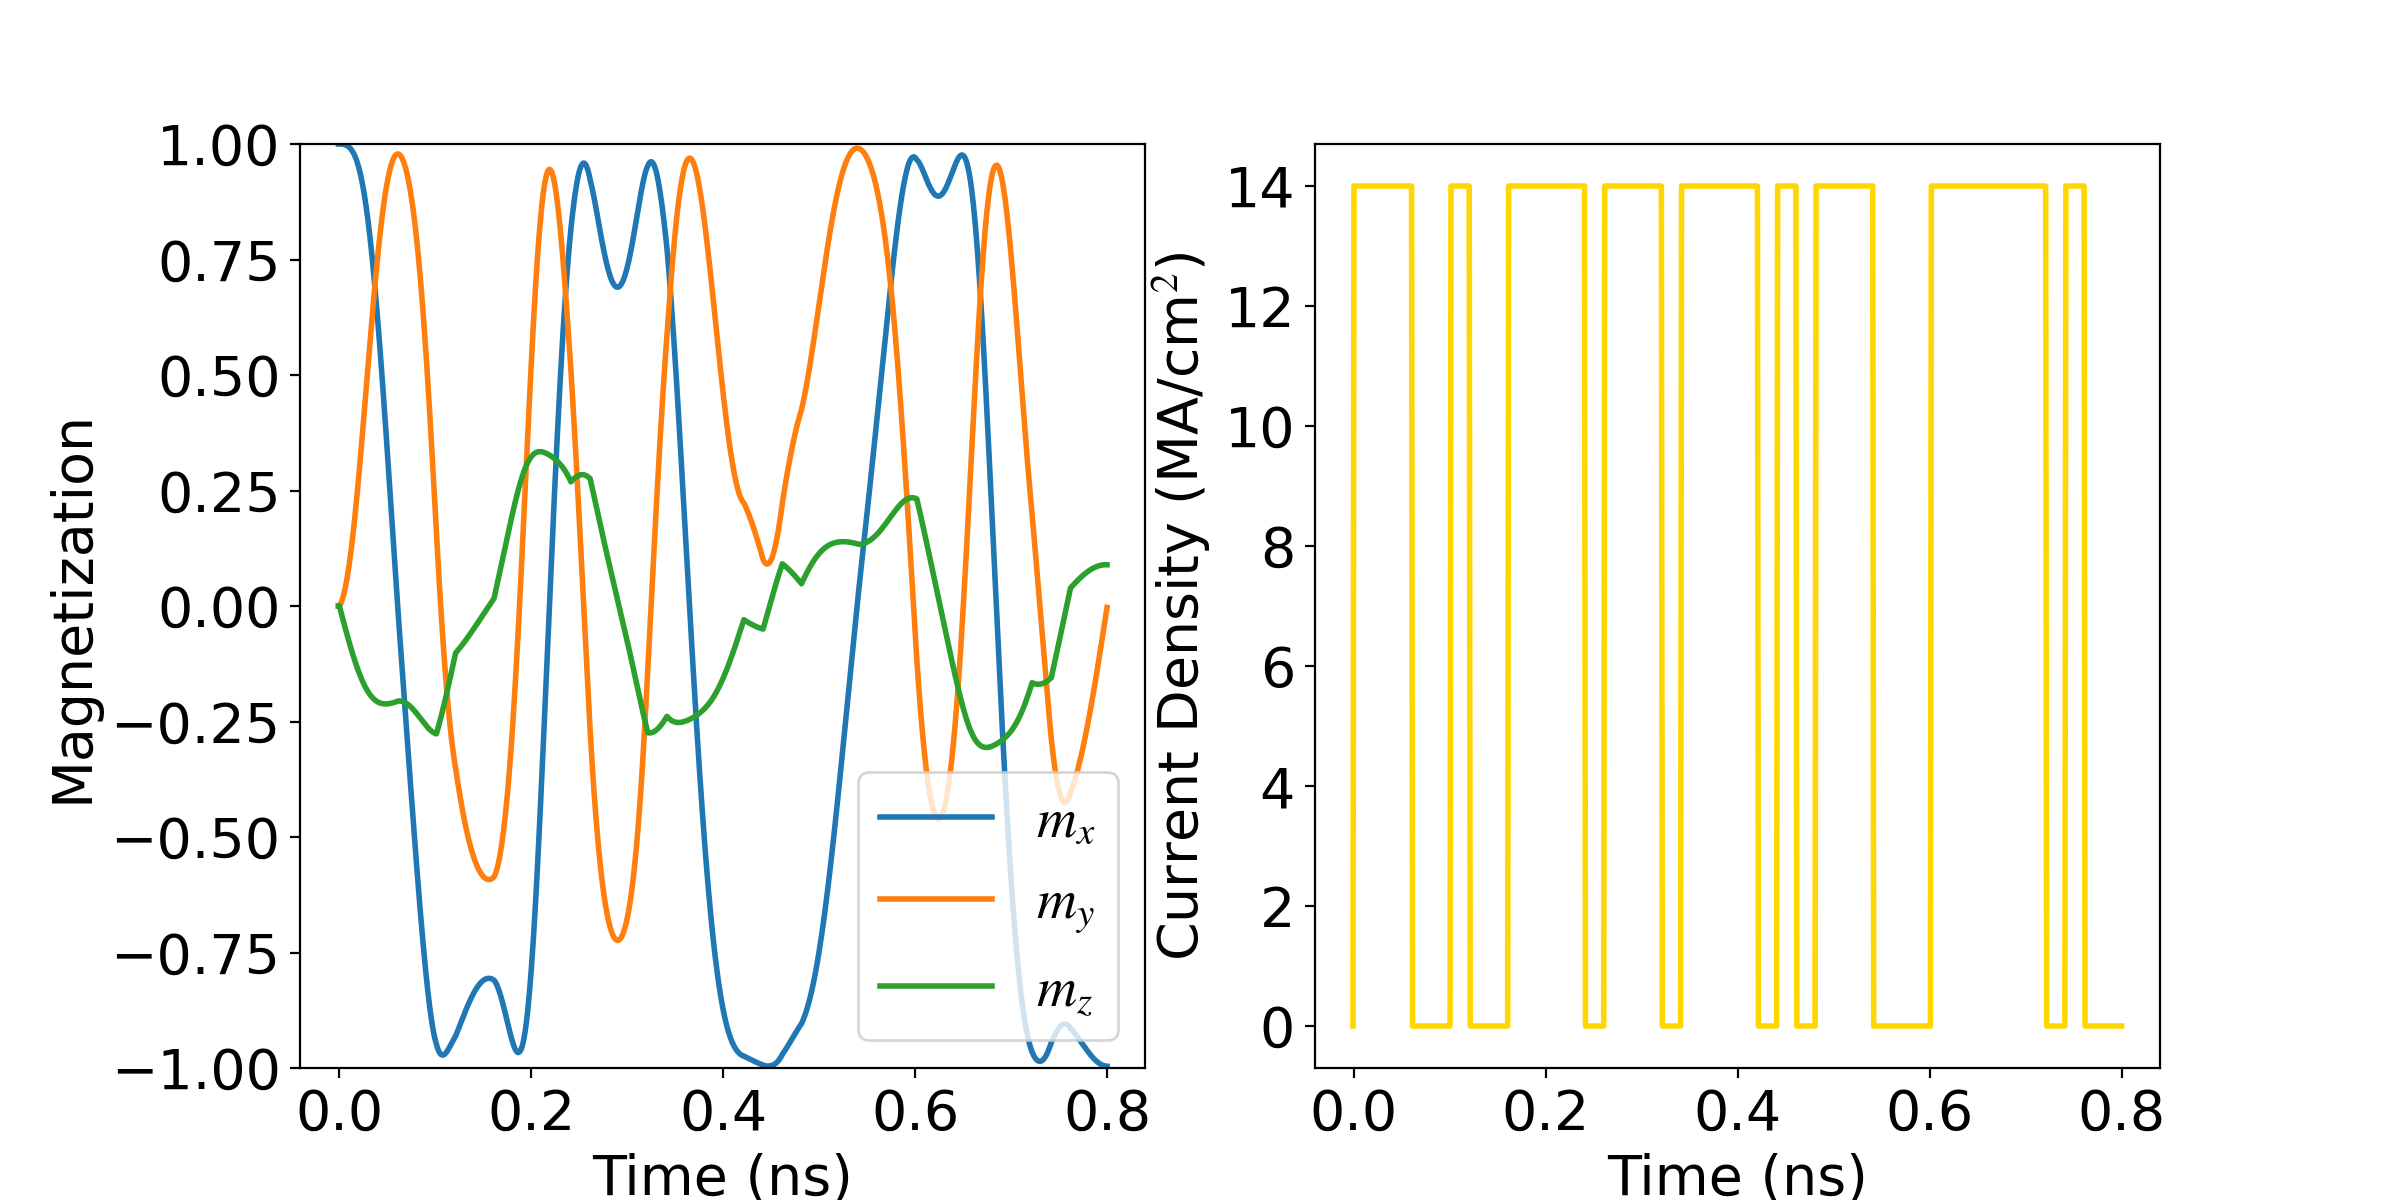 1.00
0.75
0.50
0.25
0.00
−0.25
−0.50
−0.75
−1.00
Magnetization
0.0 0.2 0.4 0.6 0.8
Time (ns)
m_x
m_y
m_z
14
12
10
8
6
4
2
0
Current Density (MA/cm²)
0.0 0.2 0.4 0.6 0.8
Time (ns)